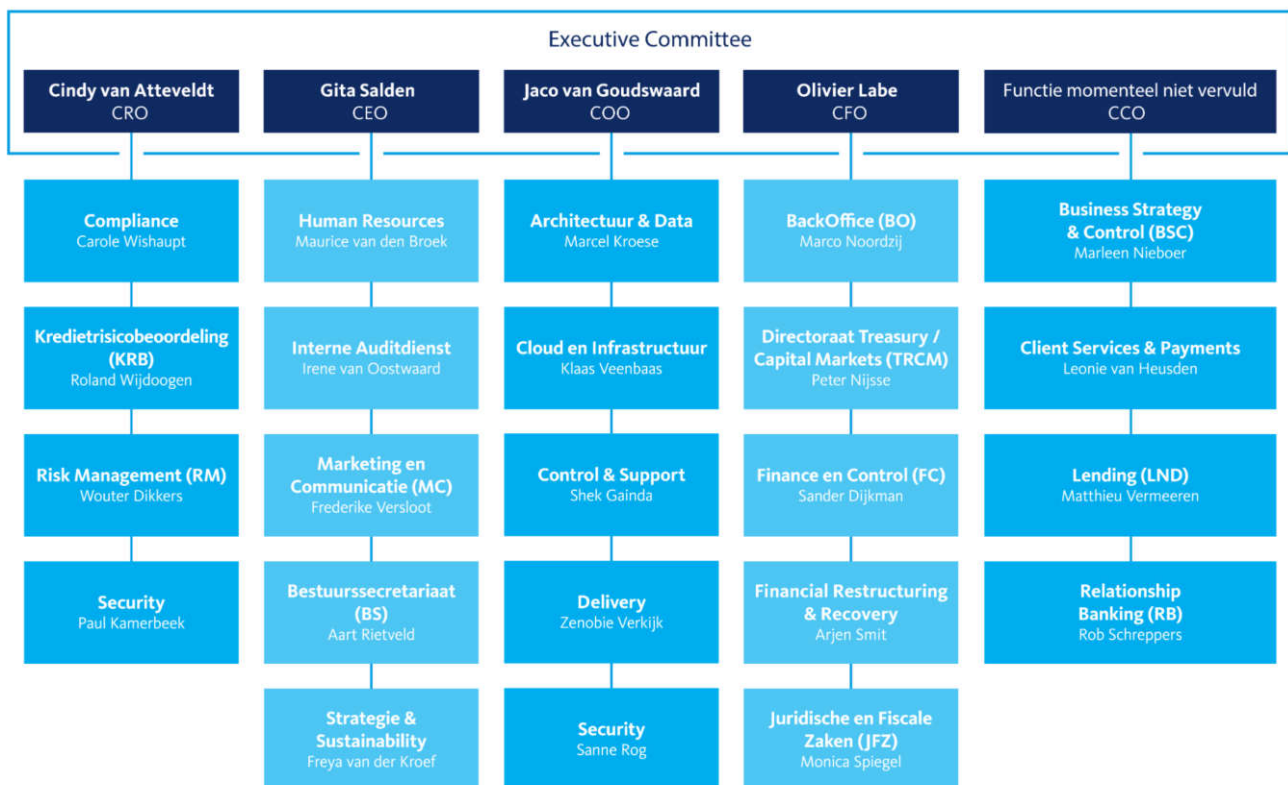 Executive Committee
Cindy van Atteveldt
CRO
Compliance
Carole Wishaupt
Kredietrisicobeoordeling
(KRB)
Roland Wijdoogen
Risk Management (RM)
Wouter Dikkers
Security
Paul Kamerbeek
Gita Salden
CEO
Human Resources
Maurice van den Broek
Interne Auditdienst
Irene van Oostwaard
Marketing en
Communicatie (MC)
Frederike Versloot
Bestuurssecretariaat
(BS)
Aart Rietveld
Strategie &
Sustainability
Freya van der Kroef
Jaco van Goudswaard
COO
Architectuur & Data
Marcel Kroese
Cloud en Infrastructuur
Klaas Veenbaas
Control & Support
Shek Gainda
Delivery
Zenobie Verkijk
Security
Sanne Rog
Olivier Labe
CFO
BackOffice (BO)
Marco Noordzij
Directoraat Treasury /
Capital Markets (TRCM)
Peter Nijsse
Finance en Control (FC)
Sander Dijkman
Financial Restructuring
& Recovery
Arjen Smit
Juridische en Fiscale
Zaken (JFZ)
Monica Spiegel
Functie momenteel niet vervuld
CCO
Business Strategy
& Control (BSC)
Marleen Nieboer
Client Services & Payments
Leonie van Heusden
Lending (LND)
Matthieu Vermeeren
Relationship
Banking (RB)
Rob Schreppers